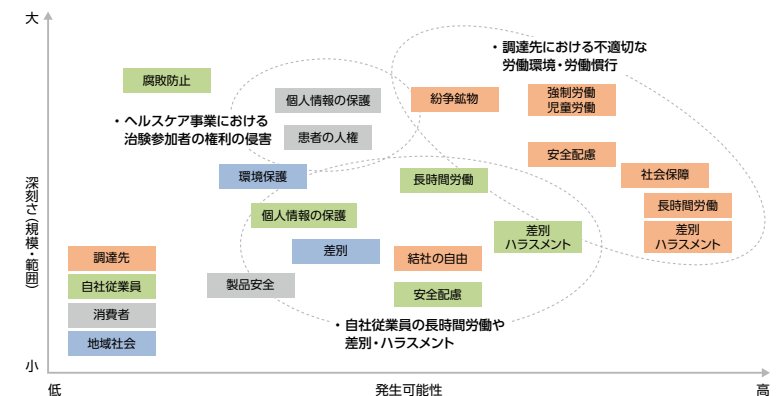 大
・調達先における不適切な
労働環境・労働慣行
腐敗防止
個人情報の保護
紛争鉱物
強制労働
児童労働
・ヘルスケア事業における
治験参加者の権利の侵害
患者の人権
安全配慮
環境保護
長時間労働
社会保障
深刻さ(規模・範囲)
個人情報の保護
長時間労働
差別
ハラスメント
差別
ハラスメント
差別
調達先
結社の自由
自社従業員
製品安全
安全配慮
消費者
・自社従業員の長時間労働や
差別・ハラスメント
地域社会
小
低
発生可能性
高